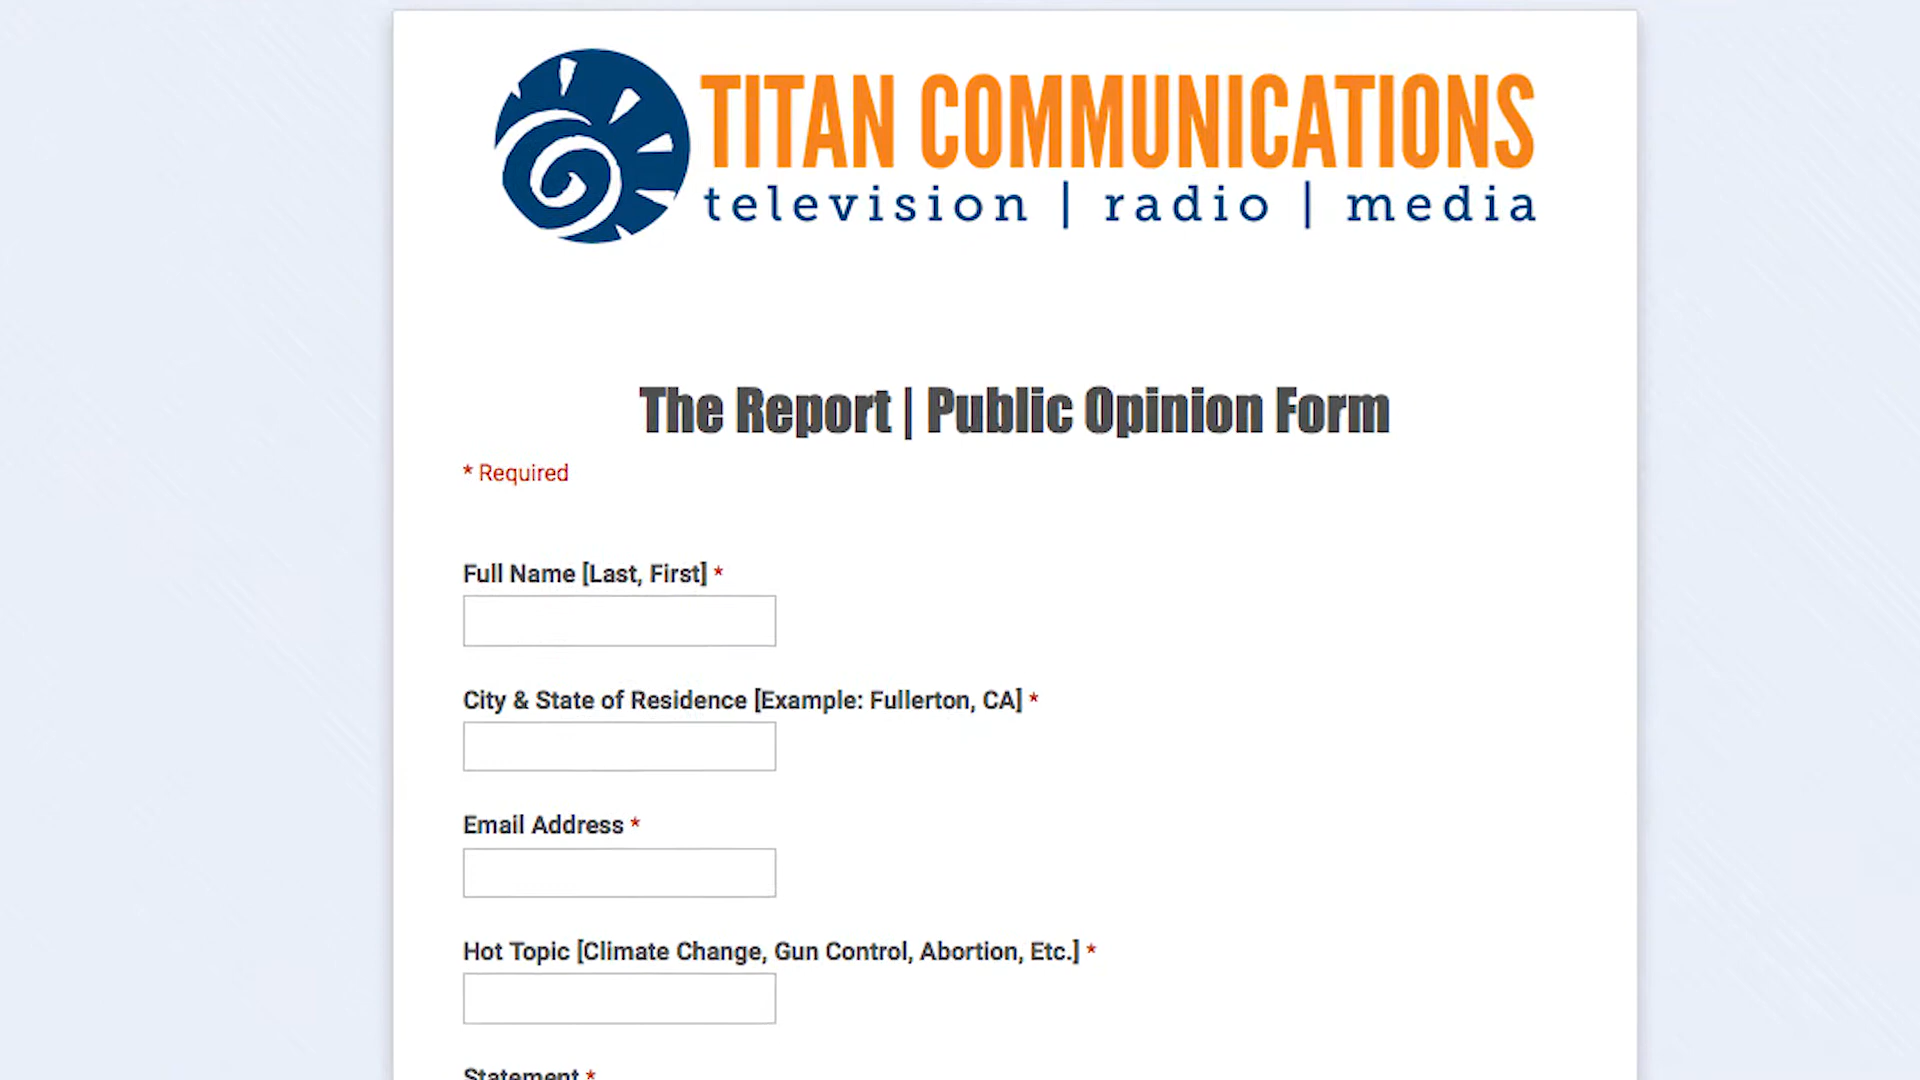 TITAN COMMUNICATIONS
television | radio | media
The Report | Public Opinion Form
* Required
Full Name [Last, First] *
City & State of Residence [Example: Fullerton, CA] *
Email Address *
Hot Topic [Climate Change, Gun Control, Abortion, Etc.] *
Statement *